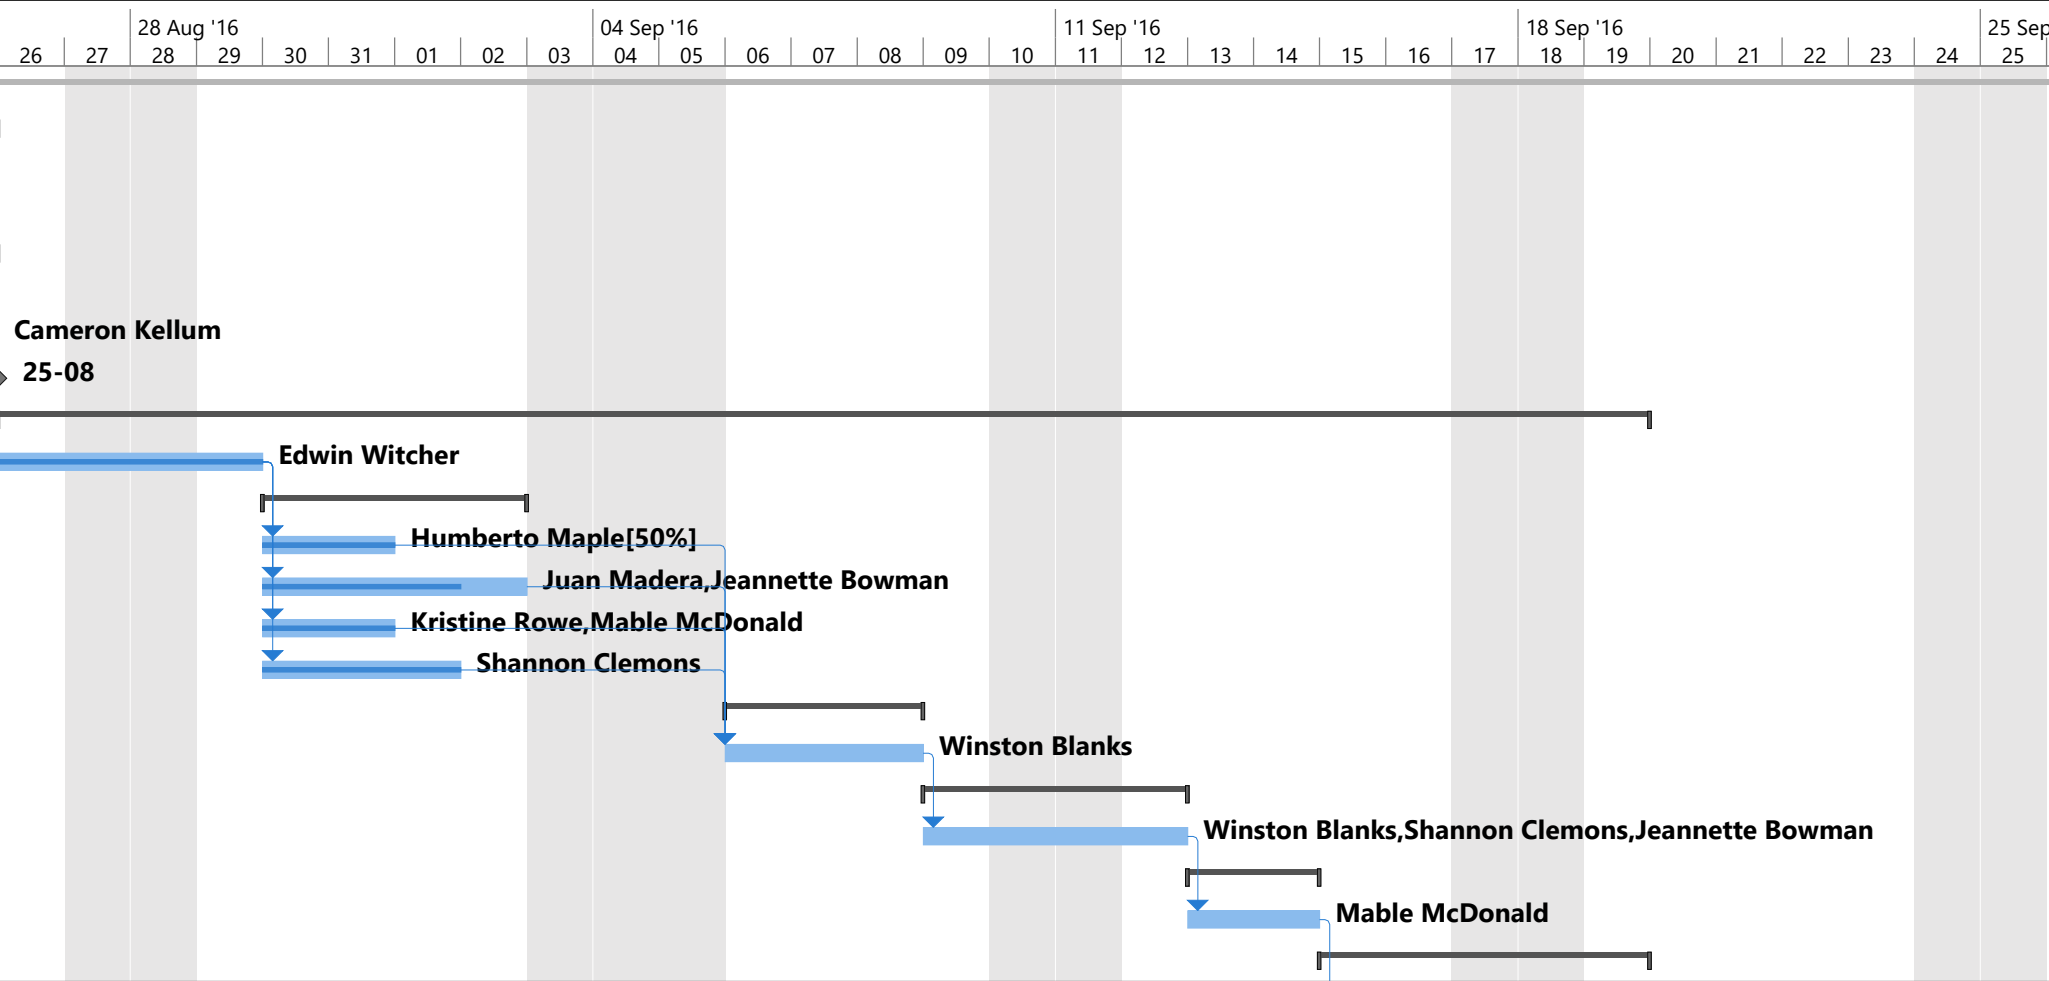 28 Aug '16 04 Sep '16 11 Sep '16 18 Sep '16 25 Sep
26 27 28 29 30 31 01 02 03 04 05 06 07 08 09 10 11 12 13 14 15 16 17 18 19 20 21 22 23 24 25
Cameron Kellum
25-08
Edwin Witcher
Humberto Maple[50%]
Juan Madera,Jeannette Bowman
Kristine Rowe,Mable McDonald
Shannon Clemons
Winston Blanks
Winston Blanks,Shannon Clemons,Jeannette Bowman
Mable McDonald